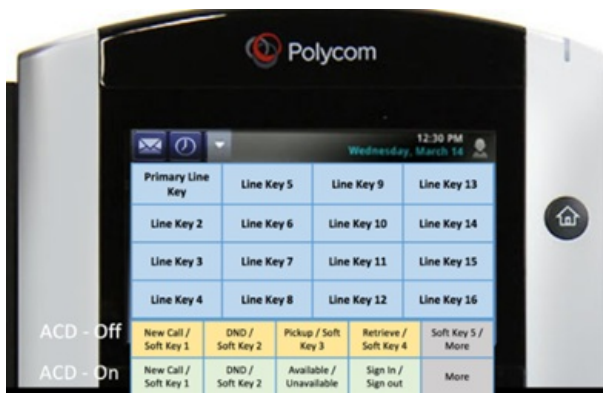 Polycom
12:30 PM
Wednesday, March 14
Primary Line Key
Line Key 5
Line Key 9
Line Key 13
Line Key 2
Line Key 6
Line Key 10
Line Key 14
Line Key 3
Line Key 7
Line Key 11
Line Key 15
Line Key 4
Line Key 8
Line Key 12
Line Key 16
ACD - Off
New Call /
Soft Key 1
DND /
Soft Key 2
Pickup / Soft
Key 3
Retrieve /
Soft Key 4
Soft Key 5 /
More
ACD - On
New Call /
Soft Key 1
DND /
Soft Key 2
Available /
Unavailable
Sign In /
Sign out
More